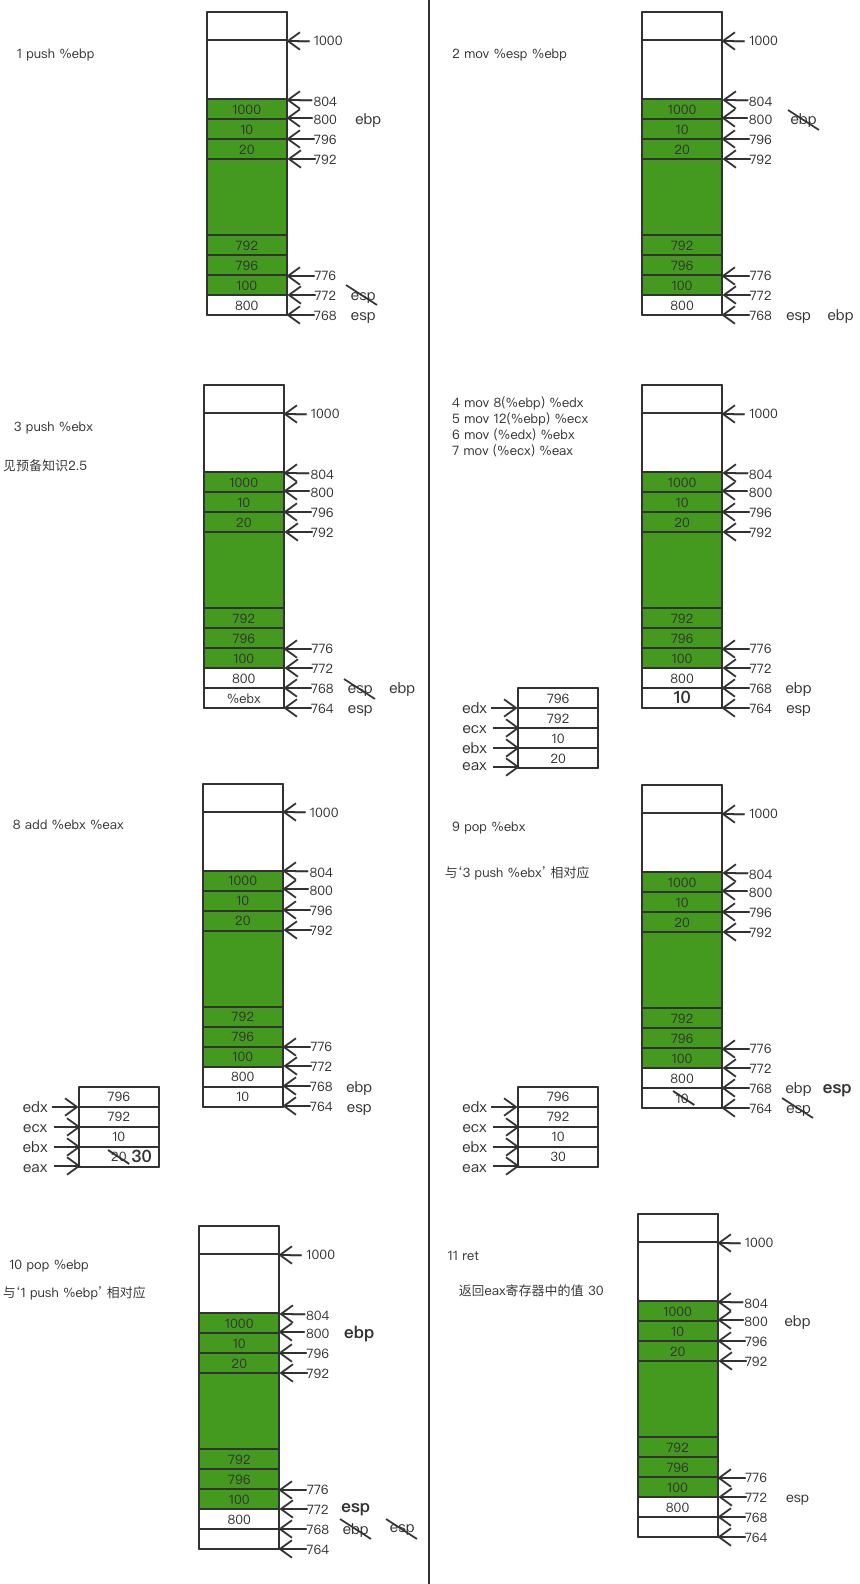 1 push %ebp
1000
804
1000
800
ebp
10
796
20
792
792
796
776
100
772
esp
800
768
esp
2 mov %esp %ebp
1000
804
1000
800
ebp
10
796
20
792
792
796
776
100
772
800
768
esp
ebp
3 push %ebx
见预备知识2.5
1000
804
1000
800
10
796
20
792
792
796
776
100
772
800
768
esp
ebp
%ebx
764
esp
4 mov 8(%ebp) %edx
5 mov 12(%ebp) %ecx
6 mov (%edx) %ebx
7 mov (%ecx) %eax
1000
804
1000
800
10
796
20
792
792
796
776
100
772
800
768
ebp
10
764
esp
796
edx
792
ecx
10
ebx
20
eax
8 add %ebx %eax
1000
804
1000
800
10
796
20
792
792
796
776
100
772
800
768
ebp
10
764
esp
796
edx
792
ecx
10
ebx
20 30
eax
9 pop %ebx
与‘3 push %ebx’ 相对应
1000
804
1000
800
10
796
20
792
792
796
776
100
772
800
768
ebp
esp
10
764
esp
796
edx
792
ecx
10
ebx
30
eax
10 pop %ebp
与‘1 push %ebp’ 相对应
1000
804
1000
800
ebp
10
796
20
792
792
796
776
100
772
esp
800
768
ebp
esp
764
11 ret
返回eax寄存器中的值 30
1000
804
1000
800
ebp
10
796
20
792
792
796
776
100
772
esp
800
768
764